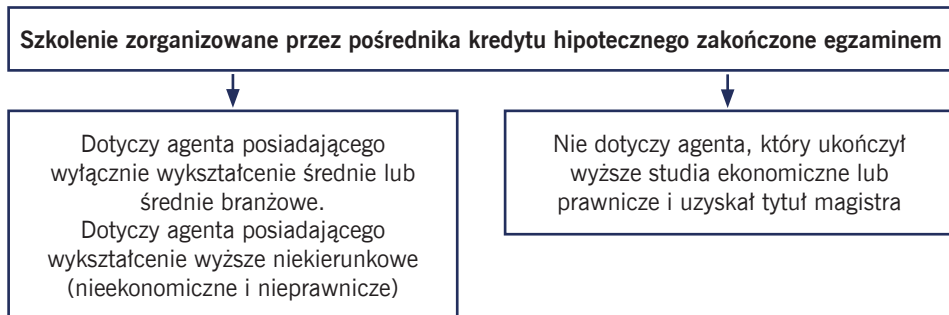 Szkolenie zorganizowane przez pośrednika kredytu hipotecznego zakończone egzaminem
Dotyczy agenta posiadającego
wyłącznie wykształcenie średnie lub
średnie branżowe.
Dotyczy agenta posiadającego
wykształcenie wyższe niekierunkowe
(nieekonomiczne i nieprawnicze)
Nie dotyczy agenta, który ukończył
wyższe studia ekonomiczne lub
prawnicze i uzyskał tytuł magistra